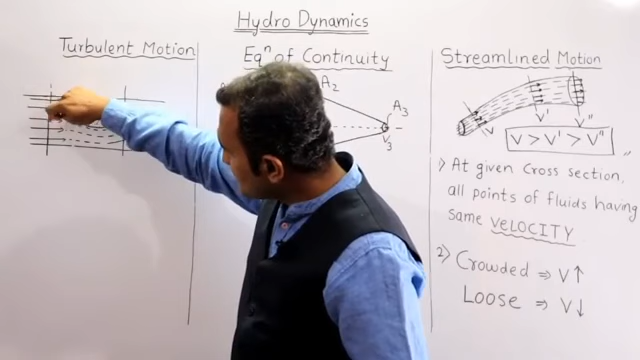 Hydro Dynamics
Turbulent Motion
Eqⁿ of Continuity
A₂
A₃
V₃
Streamlined Motion
V
V'
V"
V > V' > V"
1) At given Cross section,
all points of fluids having
same VELOCITY
2) Crowded ⇒ V↑
Loose ⇒ V↓